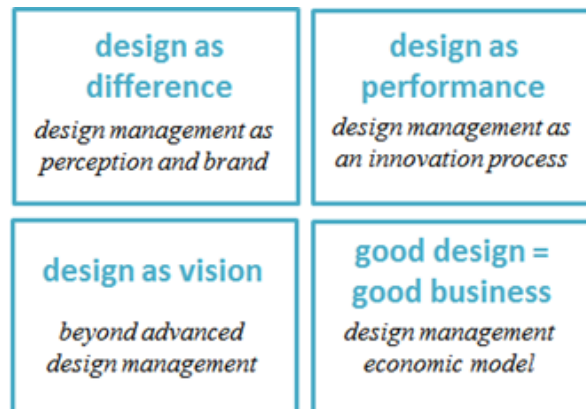 design as
difference
design management as
perception and brand
design as
performance
design management as
an innovation process
design as vision
beyond advanced
design management
good design =
good business
design management
economic model